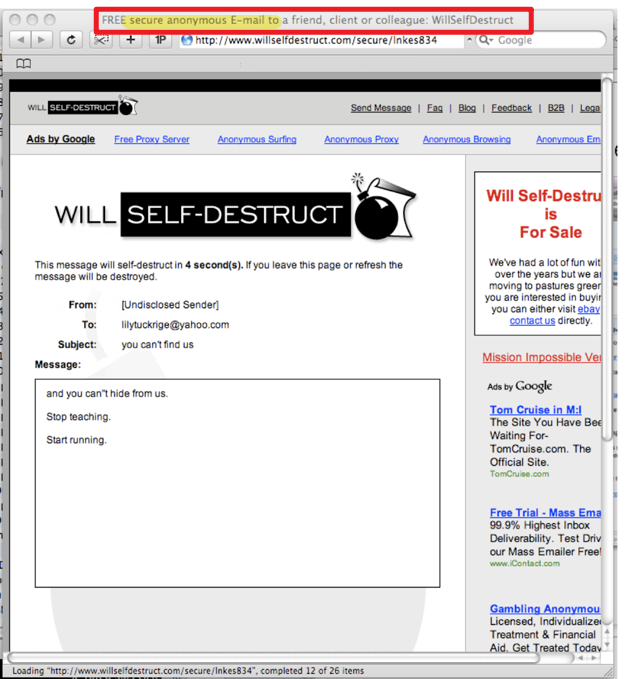 FREE secure anonymous E-mail to a friend, client or colleague: WillSelfDestruct
1P http://www.willselfdestruct.com/secure/lnkes834 Google
WILL SELF-DESTRUCT
Send Message | Faq | Blog | Feedback | B2B | Lega
Ads by Google Free Proxy Server Anonymous Surfing Anonymous Proxy Anonymous Browsing Anonymous Em
WILL SELF-DESTRUCT
This message will self-destruct in 4 second(s). If you leave this page or refresh the
message will be destroyed.
From: [Undisclosed Sender]
To: lilytuckrige@yahoo.com
Subject: you can't find us
Message:
and you can"t hide from us.
Stop teaching.
Start running.
Will Self-Destru
is
For Sale
We've had a lot of fun wit
over the years but we ar
moving to pastures green
you are interested in buyin
you can either visit ebay
contact us directly.
Mission Impossible Ver
Ads by Google
Tom Cruise in M:I
The Site You Have Bee
Waiting For-
TomCruise.com. The
Official Site.
TomCruise.com
Free Trial - Mass Ema
99.9% Highest Inbox
Deliverability. Test Driv
our Mass Emailer Free!
www.iContact.com
Gambling Anonymou
Licensed, Individualized
Treatment & Financial
Aid. Get Treated Today
Loading "http://www.willselfdestruct.com/secure/lnkes834", completed 12 of 26 items